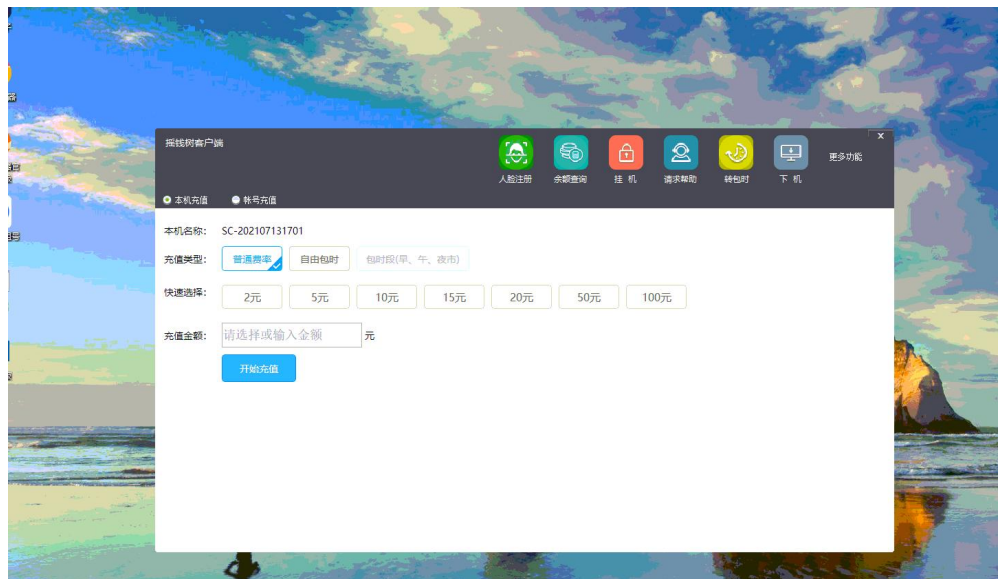 摇钱树客户端
人脸注册 余额查询 挂 机 请求帮助 转包时 下 机 更多功能
本机充值 帐号充值
本机名称： SC-202107131701
充值类型： 普通费率 自由包时 包时段(早、午、夜市)
快速选择： 2元 5元 10元 15元 20元 50元 100元
充值金额： 请选择或输入金额 元
开始充值